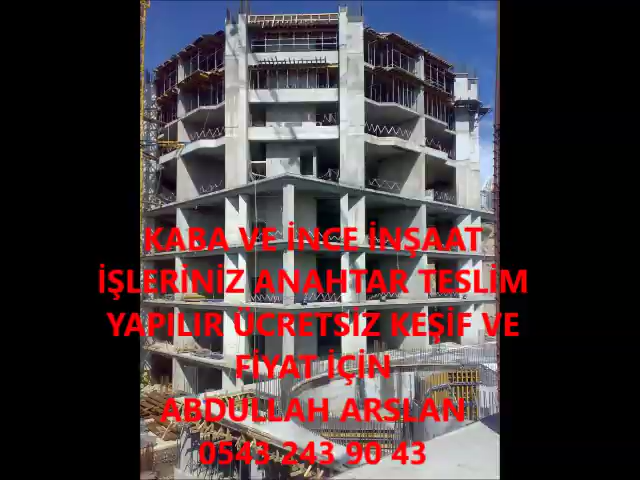 KABA VE İNCE İNŞAAT
İŞLERİNİZ ANAHTAR TESLİM
YAPILIR ÜCRETSİZ KEŞİF VE
FİYAT İÇİN
ABDULLAH ARSLAN
0543 243 90 43